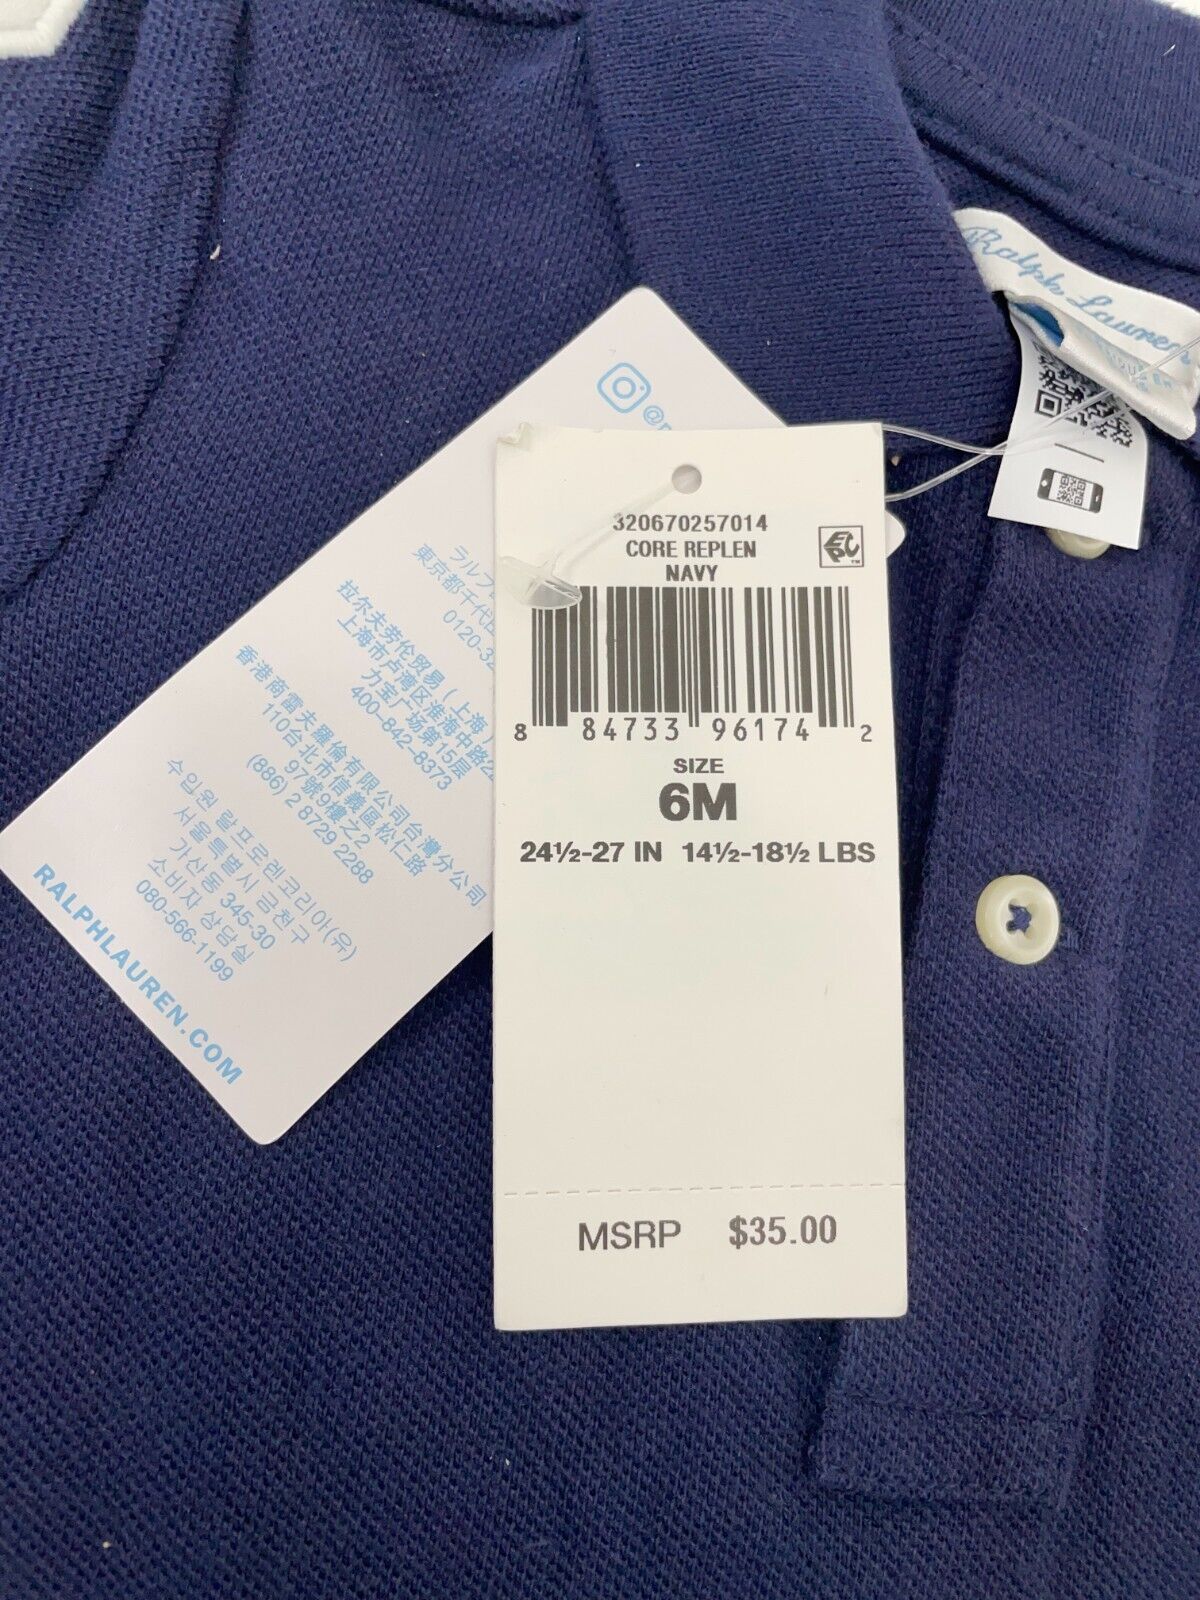 Ralph Lauren
320670257014
CORE REPLEN
NAVY
8 84733 96174 2
SIZE
6M
24½-27 IN 14½-18½ LBS
MSRP $35.00
ラルフ
東京都千代
0120-32
拉尔夫劳伦贸易(上海
上海市卢湾区淮海中路2
力宝广场第15层
400-842-8373
香港商雷夫羅倫有限公司台灣分公司
110台北市信義區松仁路
97號9樓之2
(886) 2 8729 2288
수입원 랄프로렌코리아(유)
서울특별시 금천구
가산동 345-30
소비자 상담실
080-566-1199
RALPHLAUREN.COM